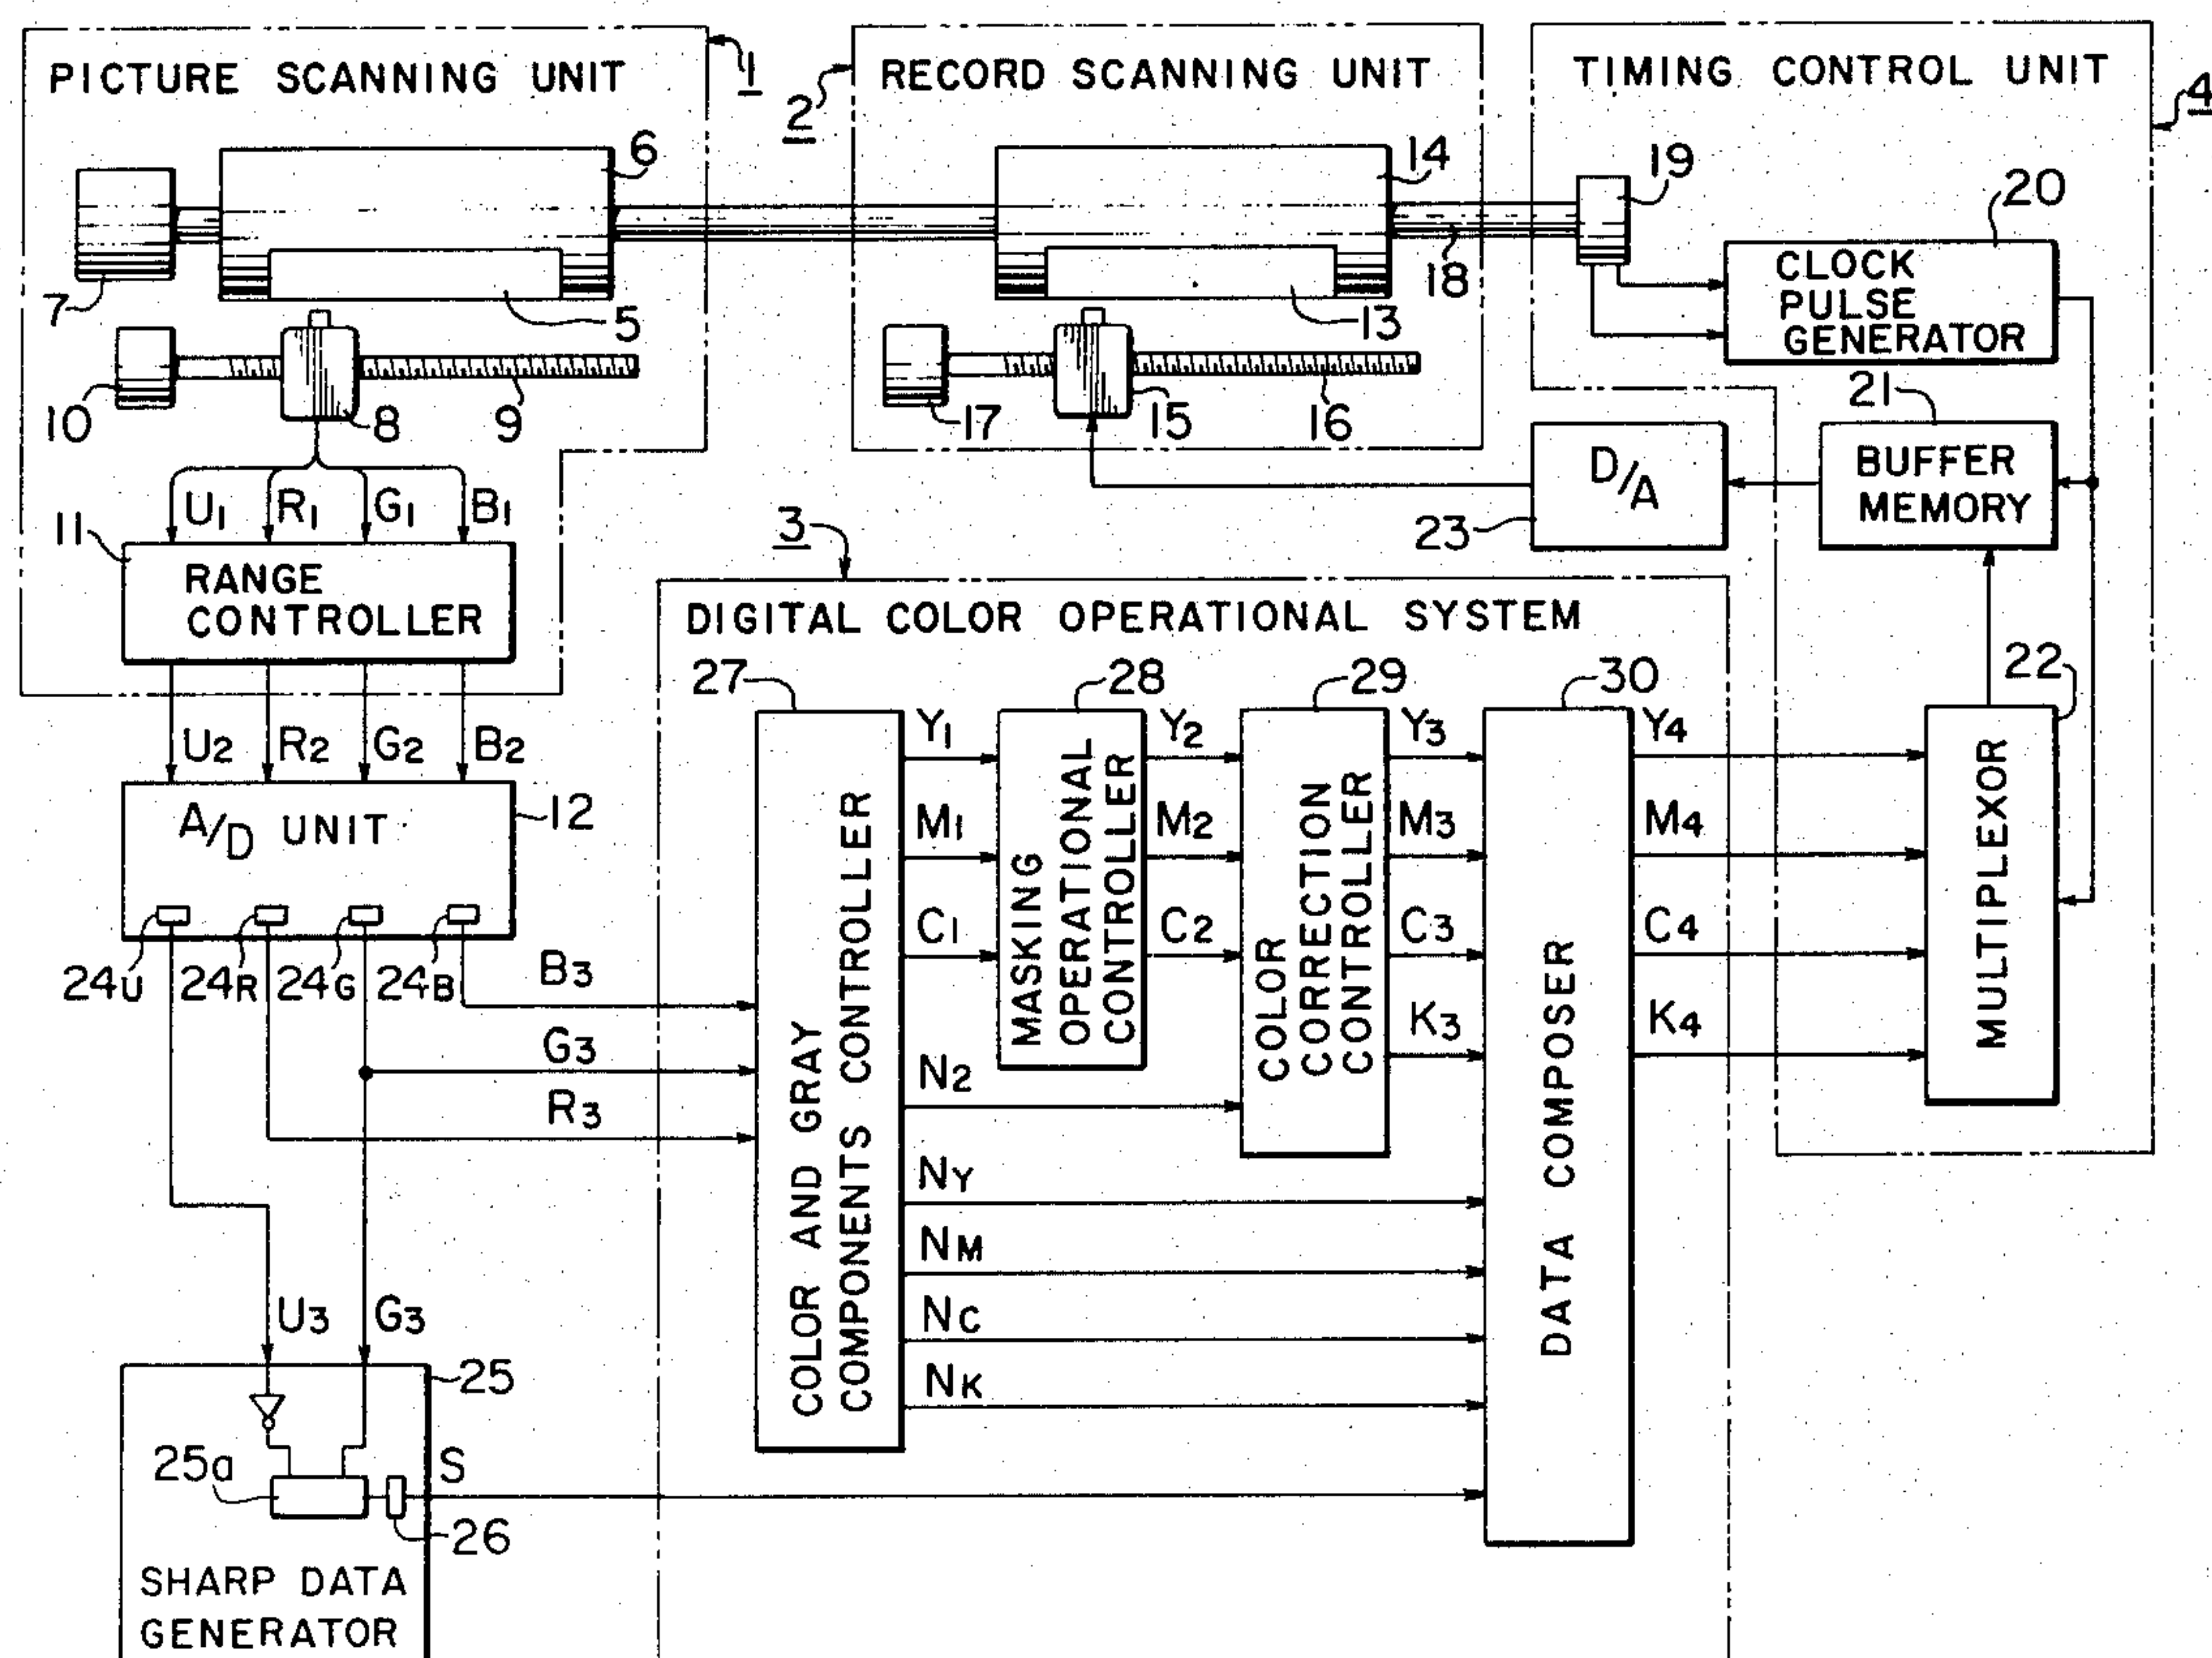 PICTURE SCANNING UNIT
1
2
RECORD SCANNING UNIT
TIMING CONTROL UNIT
4
6
14
19
20
7
5
13
18
CLOCK
PULSE
GENERATOR
10
8
9
17
15
16
21
BUFFER
MEMORY
D/A
23
U1 R1 G1 B1
11
RANGE
CONTROLLER
3
DIGITAL COLOR OPERATIONAL SYSTEM
27
28
29
30
22
U2 R2 G2 B2
A/D UNIT
12
24U 24R 24G 24B
B3
G3
R3
COLOR AND GRAY
COMPONENTS CONTROLLER
Y1
M1
C1
N2
NY
NM
NC
NK
MASKING
OPERATIONAL
CONTROLLER
Y2
M2
C2
COLOR
CORRECTION
CONTROLLER
Y3
M3
C3
K3
DATA COMPOSER
Y4
M4
C4
K4
MULTIPLEXOR
U3 G3
25
25a
S
26
SHARP DATA
GENERATOR